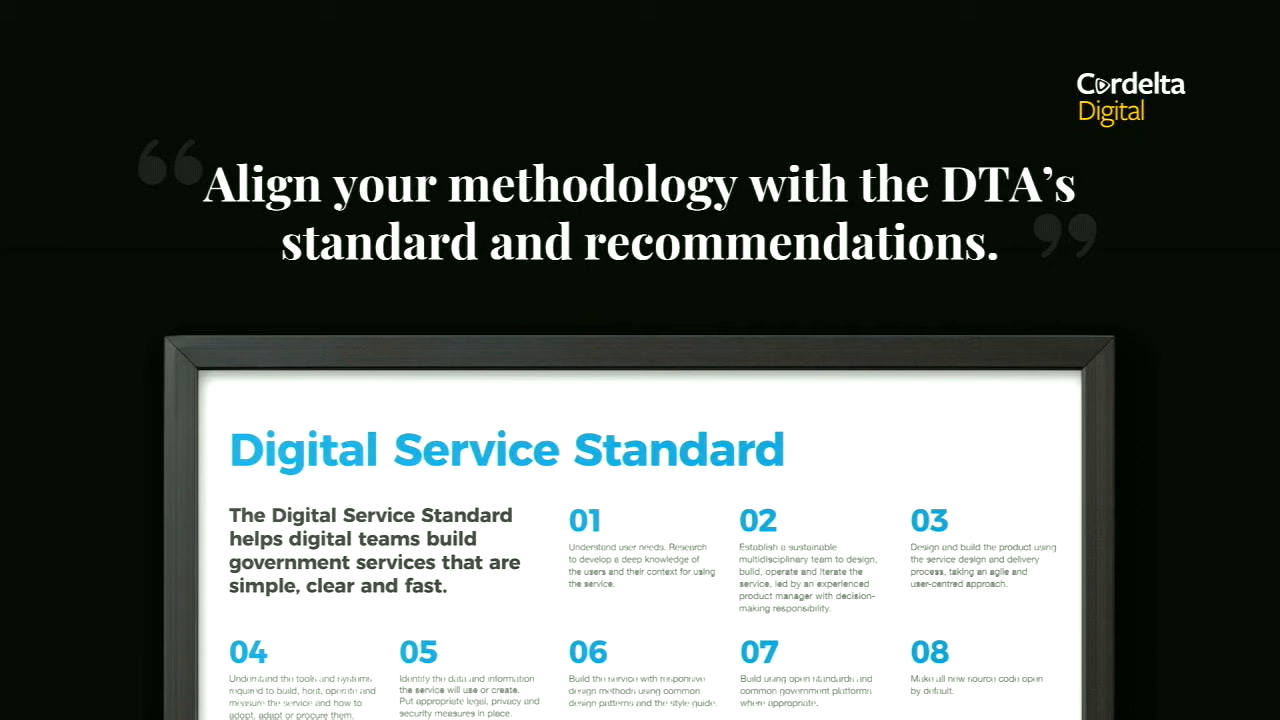 Cordelta
Digital
“Align your methodology with the DTA’s
standard and recommendations.”
Digital Service Standard
The Digital Service Standard
helps digital teams build
government services that are
simple, clear and fast.
01
Understand user needs. Research
to develop a deep knowledge of
the users and their context for using
the service.
02
Establish a sustainable
multidisciplinary team to design,
build, operate and iterate the
service, led by an experienced
product manager with decision-
making responsibility.
03
Design and build the product using
the service design and delivery
process, taking an agile and
user-centred approach.
04
Understand the tools and systems
required to build, host, operate and
measure the service and how to
adopt, adapt or procure them.
05
Identify the data and information
the service will use or create.
Put appropriate legal, privacy and
security measures in place.
06
Build the service with responsive
design methods using common
design patterns and the style guide.
07
Build using open standards and
common government platforms
where appropriate.
08
Make all new source code open
by default.